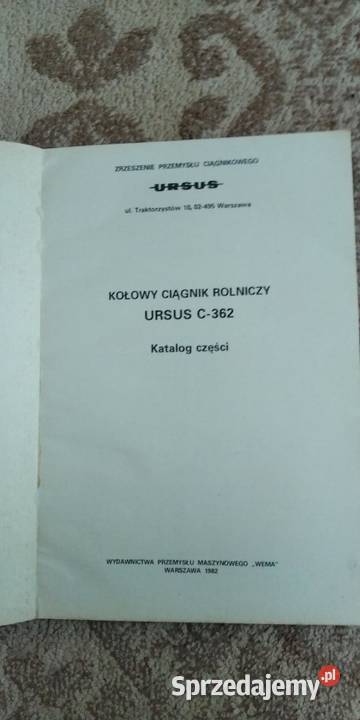 ZRZESZENIE PRZEMYSŁU CIĄGNIKOWEGO
URSUS
ul. Traktorzystów 10, 02-495 Warszawa
KOŁOWY CIĄGNIK ROLNICZY
URSUS C-362
Katalog części
WYDAWNICTWA PRZEMYSŁU MASZYNOWEGO „WEMA"
WARSZAWA 1982
Sprzedajemy.pl